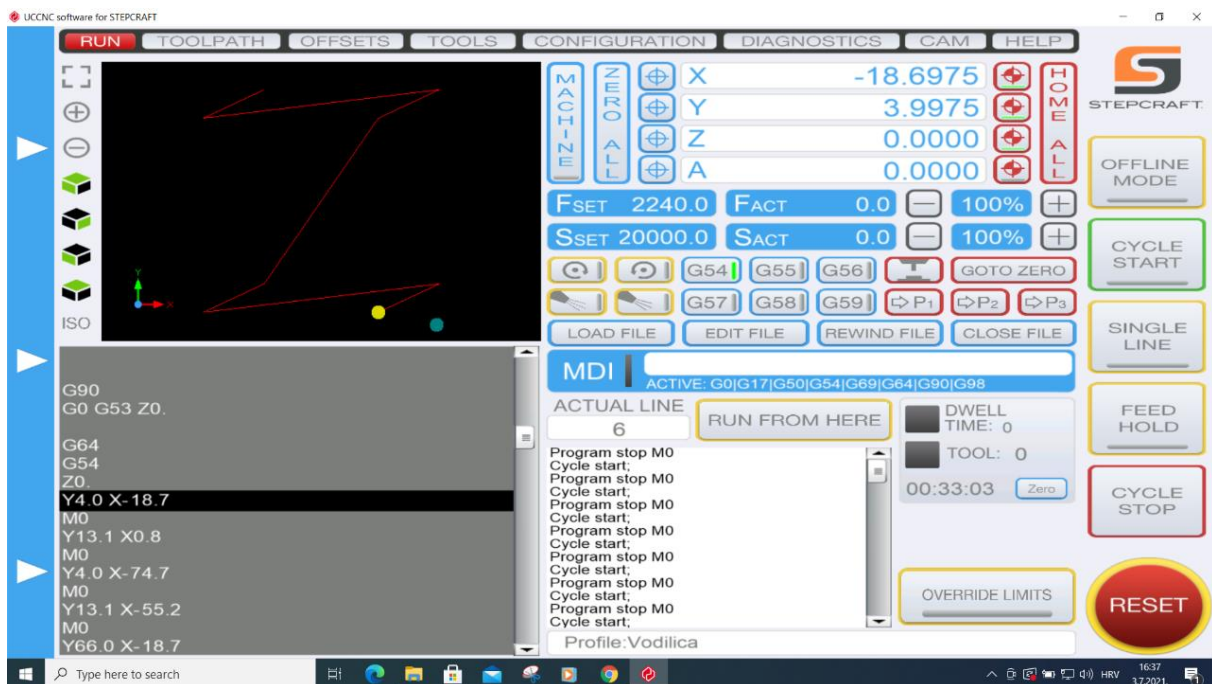 UCCNC software for STEPCRAFT
RUN TOOLPATH OFFSETS TOOLS CONFIGURATION DIAGNOSTICS CAM HELP
MACHINE
ZERO ALL
X -18.6975
Y 3.9975
Z 0.0000
A 0.0000
HOME ALL
STEPCRAFT
FSET 2240.0 FACT 0.0 100%
SSET 20000.0 SACT 0.0 100%
G54 G55 G56 GOTO ZERO
G57 G58 G59 P1 P2 P3
LOAD FILE EDIT FILE REWIND FILE CLOSE FILE
MDI
ACTIVE: G0|G17|G50|G54|G69|G64|G90|G98
ISO
Y
X
G90
G0 G53 Z0.
G64
G54
Z0.
Y4.0 X-18.7
M0
Y13.1 X0.8
M0
Y4.0 X-74.7
M0
Y13.1 X-55.2
M0
Y66.0 X-18.7
ACTUAL LINE
6
RUN FROM HERE
DWELL
TIME: 0
TOOL: 0
00:33:03 Zero
Program stop M0
Cycle start;
Program stop M0
Cycle start;
Program stop M0
Cycle start;
Program stop M0
Cycle start;
Program stop M0
Cycle start;
Program stop M0
Cycle start;
Program stop M0
Cycle start;
OVERRIDE LIMITS
Profile:Vodilica
OFFLINE
MODE
CYCLE
START
SINGLE
LINE
FEED
HOLD
CYCLE
STOP
RESET
Type here to search
HRV
16:37
3.7.2021.
1